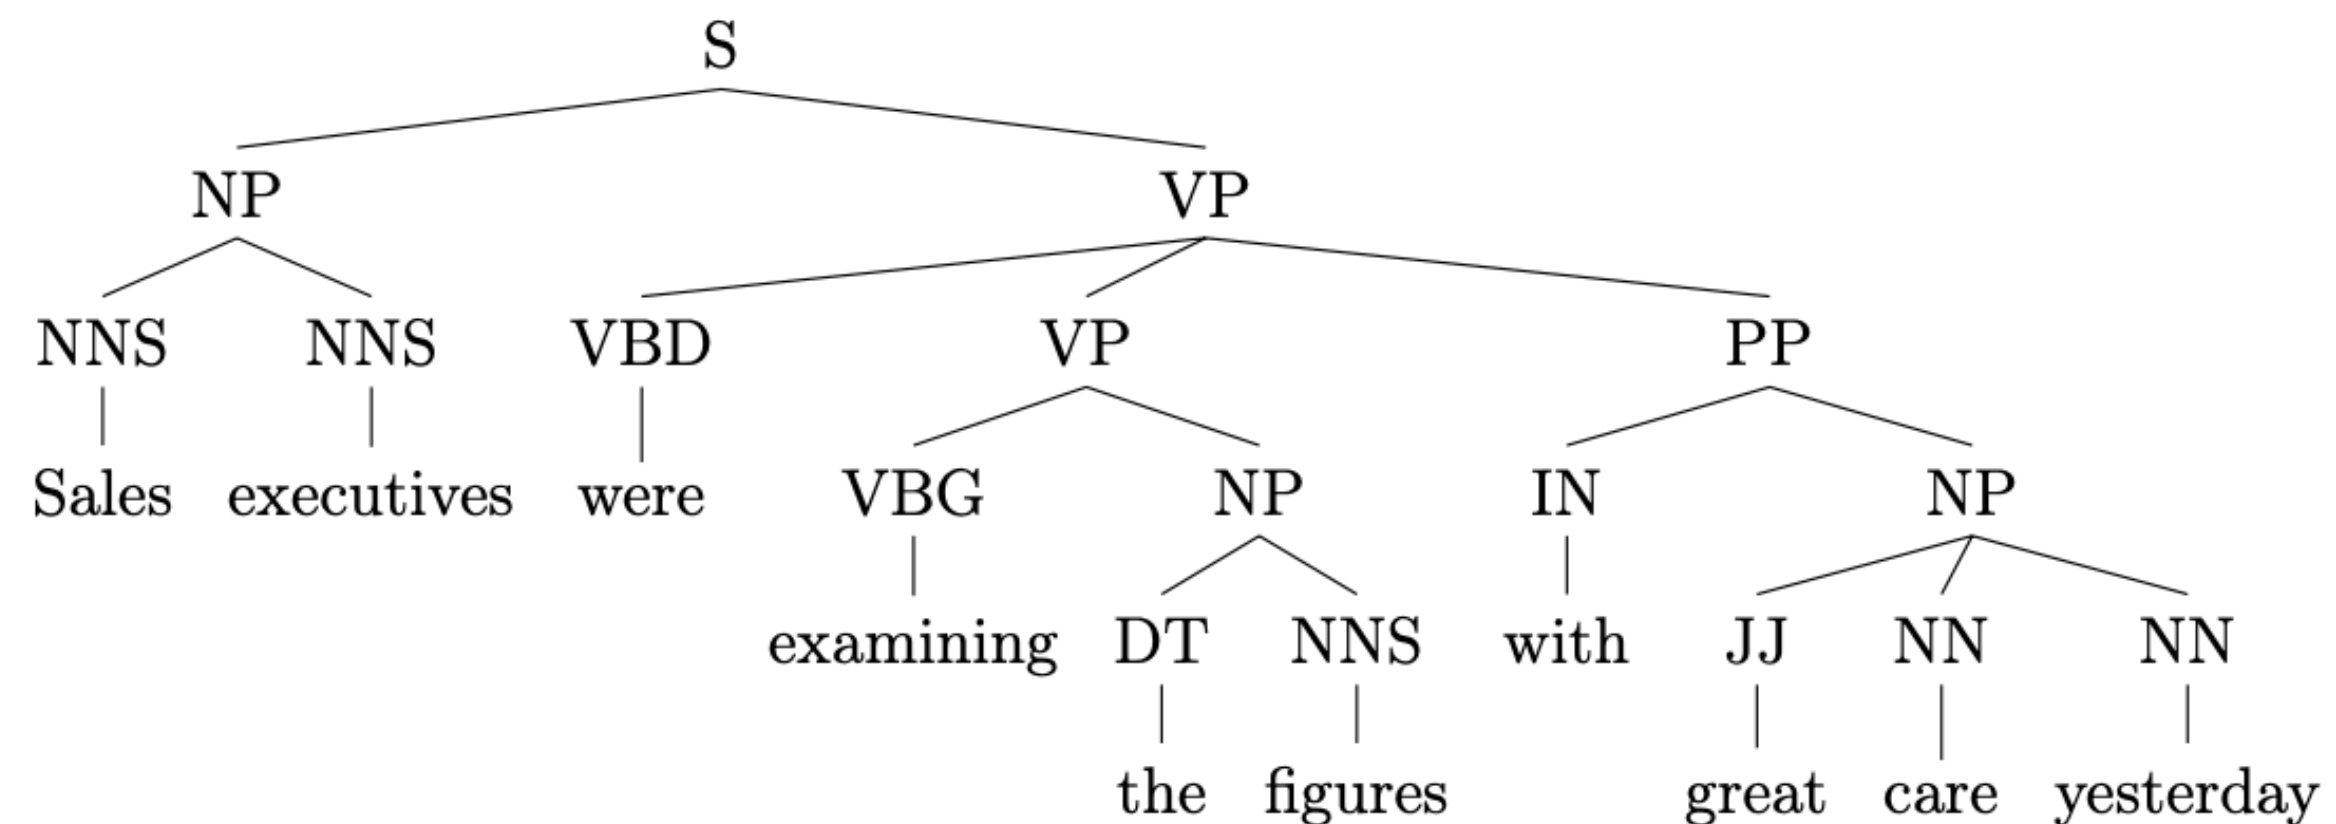 S
NP VP
NNS NNS VBD VP PP
Sales executives were VBG NP IN NP
examining DT NNS with JJ NN NN
the figures great care yesterday